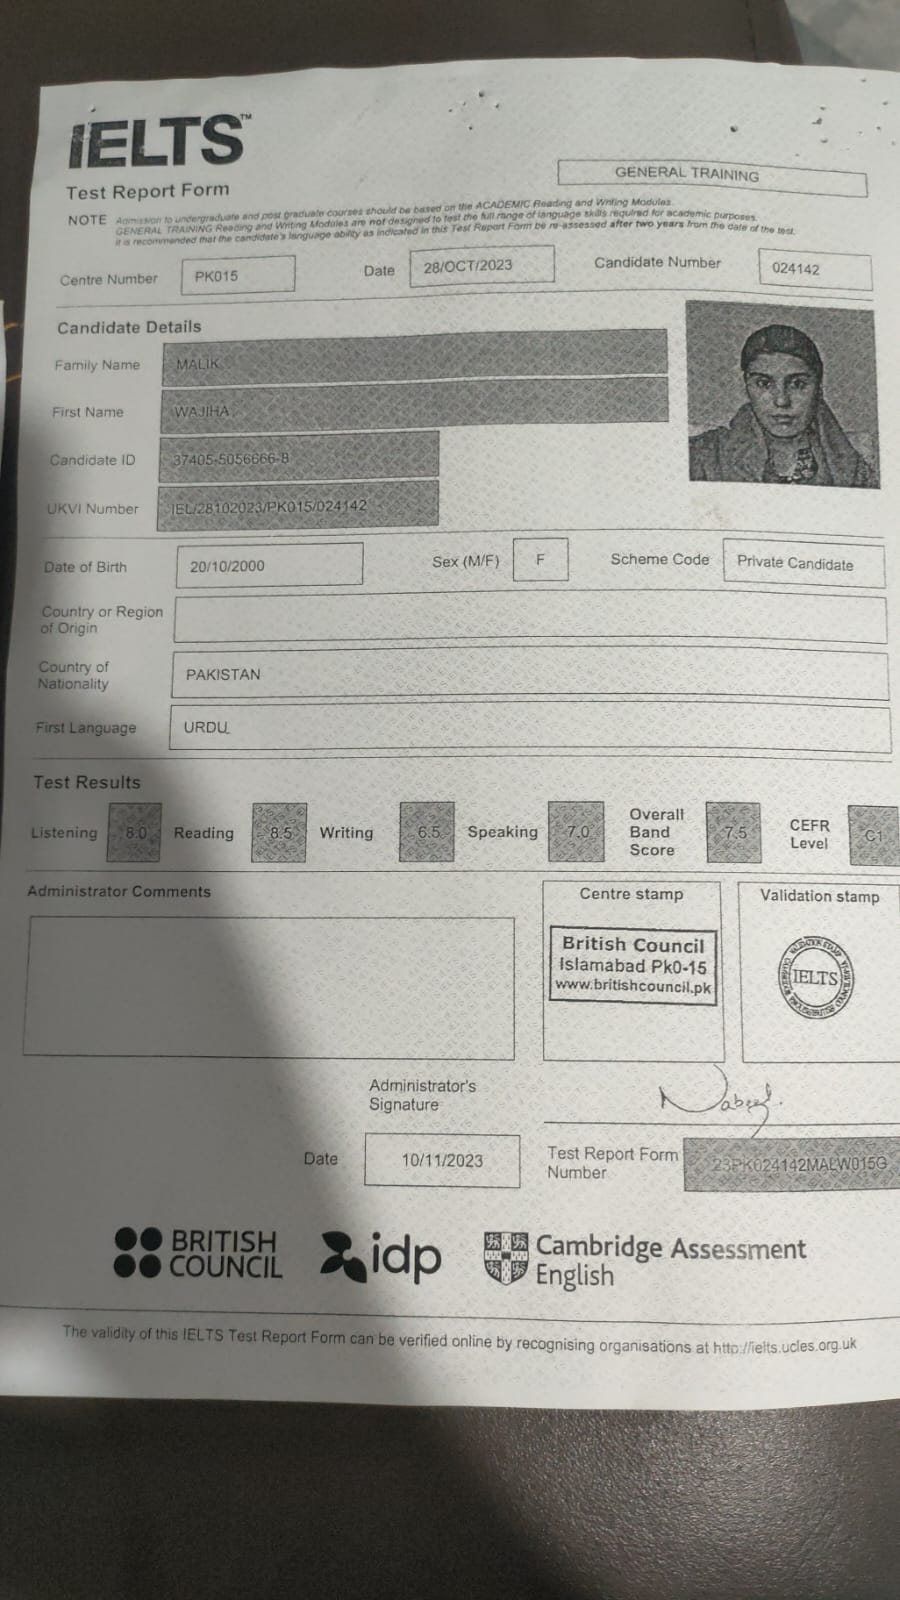 IELTS™
GENERAL TRAINING
Test Report Form
NOTE Admission to undergraduate and post graduate courses should be based on the ACADEMIC Reading and Writing Modules.
GENERAL TRAINING Reading and Writing Modules are not designed to test the full range of language skills required for academic purposes.
It is recommended that the candidate's language ability as indicated in this Test Report Form be re-assessed after two years from the date of the test.
Centre Number PK015 Date 28/OCT/2023 Candidate Number 024142
Candidate Details
Family Name MALIK
First Name WAJIHA
Candidate ID 37405-5056666-8
UKVI Number IEL/28102023/PK015/024142
Date of Birth 20/10/2000 Sex (M/F) F Scheme Code Private Candidate
Country or Region
of Origin
Country of
Nationality PAKISTAN
First Language URDU
Test Results
Listening 8.0 Reading 8.5 Writing 6.5 Speaking 7.0 Overall Band Score 7.5 CEFR Level C1
Administrator Comments
Centre stamp
British Council
Islamabad Pk0-15
www.britishcouncil.pk
Validation stamp
IELTS
Administrator's
Signature
Nabeel.
Date 10/11/2023
Test Report Form
Number 23PK024142MALW015G
BRITISH
COUNCIL
idp
Cambridge Assessment
English
The validity of this IELTS Test Report Form can be verified online by recognising organisations at http://ielts.ucles.org.uk